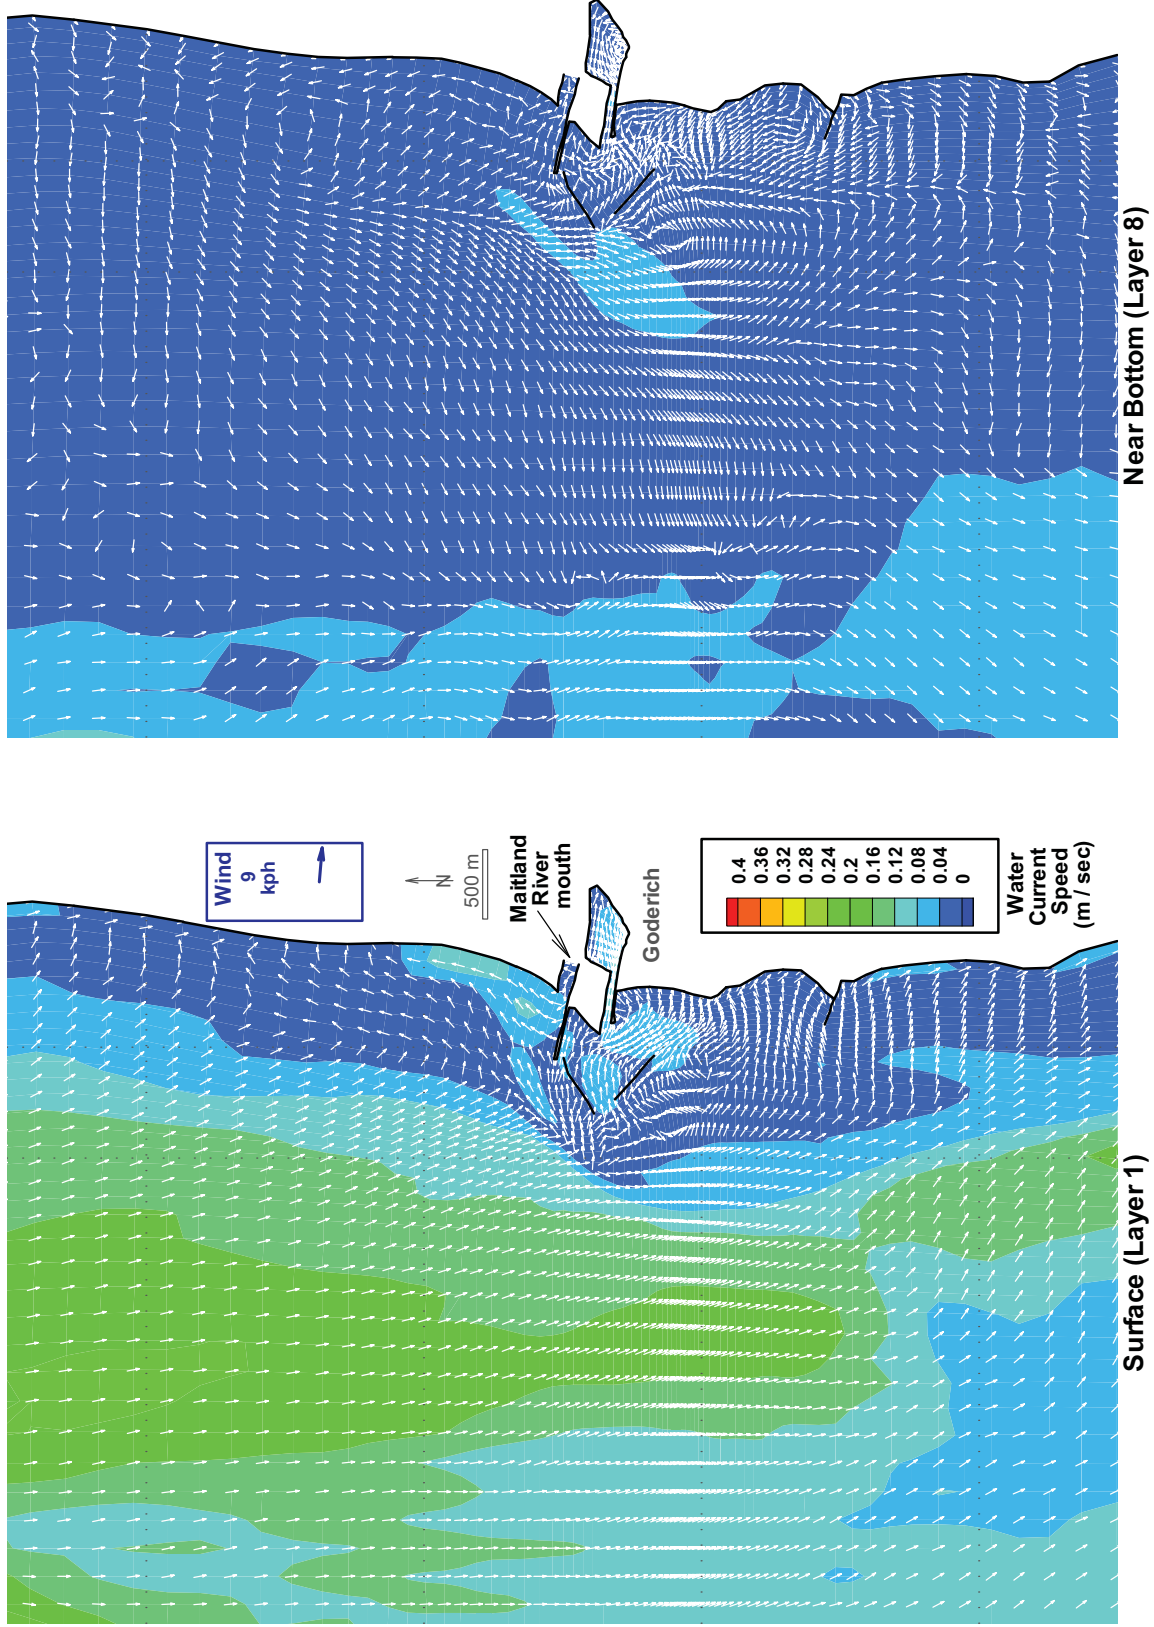 Wind
9
kph
N
500 m
Maitland
River
mouth
Goderich
0.4
0.36
0.32
0.28
0.24
0.2
0.16
0.12
0.08
0.04
0
Water
Current
Speed
(m / sec)
Surface (Layer 1)
Near Bottom (Layer 8)